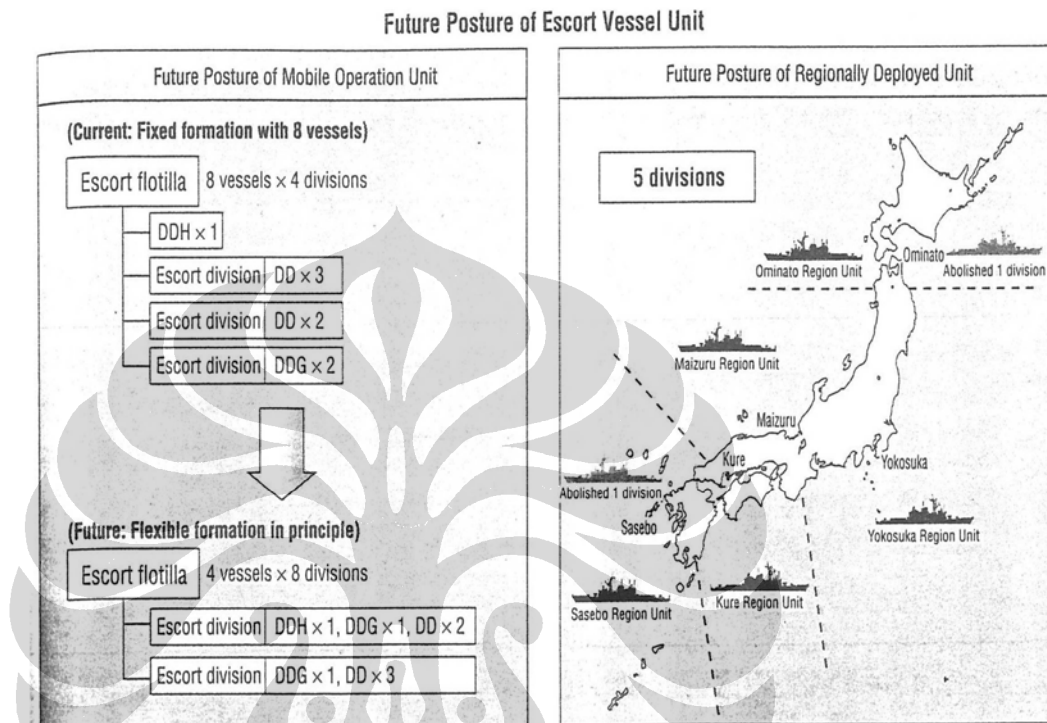 Future Posture of Escort Vessel Unit
Future Posture of Mobile Operation Unit
(Current: Fixed formation with 8 vessels)
Escort flotilla 8 vessels × 4 divisions
DDH × 1
Escort division DD × 3
Escort division DD × 2
Escort division DDG × 2
(Future: Flexible formation in principle)
Escort flotilla 4 vessels × 8 divisions
Escort division DDH × 1, DDG × 1, DD × 2
Escort division DDG × 1, DD × 3
Future Posture of Regionally Deployed Unit
5 divisions
Ominato
Ominato Region Unit
Abolished 1 division
Maizuru Region Unit
Maizuru
Kure
Yokosuka
Abolished 1 division
Sasebo
Yokosuka Region Unit
Sasebo Region Unit
Kure Region Unit